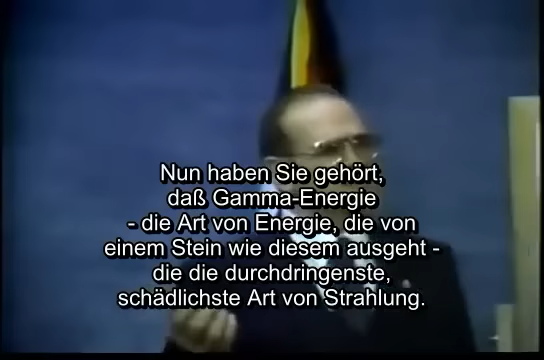 Nun haben Sie gehört,
daß Gamma-Energie
- die Art von Energie, die von
einem Stein wie diesem ausgeht -
die die durchdringenste,
schädlichste Art von Strahlung.